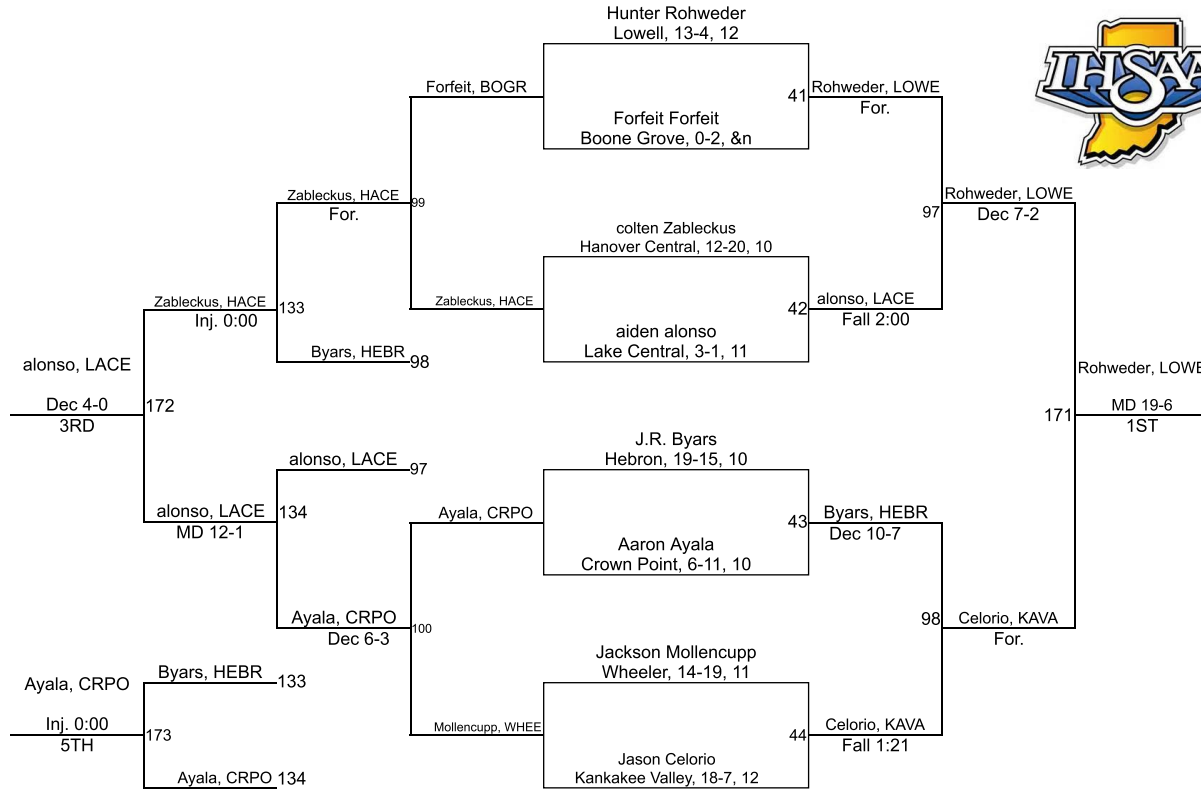 Hunter Rohweder
Lowell, 13-4, 12
Forfeit, BOGR
41
Rohweder, LOWE
For.
Forfeit Forfeit
Boone Grove, 0-2, &n
IHSAA
Zableckus, HACE
For.
99
Rohweder, LOWE
Dec 7-2
97
colten Zableckus
Hanover Central, 12-20, 10
Zableckus, HACE
Inj. 0:00
133
Zableckus, HACE
42
alonso, LACE
Fall 2:00
aiden alonso
Lake Central, 3-1, 11
Byars, HEBR
98
alonso, LACE
Dec 4-0
3RD
172
Rohweder, LOWE
MD 19-6
1ST
171
J.R. Byars
Hebron, 19-15, 10
alonso, LACE
97
alonso, LACE
MD 12-1
134
Ayala, CRPO
43
Byars, HEBR
Dec 10-7
Aaron Ayala
Crown Point, 6-11, 10
Ayala, CRPO
Dec 6-3
100
98
Celorio, KAVA
For.
Jackson Mollencupp
Wheeler, 14-19, 11
Ayala, CRPO
Inj. 0:00
5TH
Byars, HEBR
133
173
Mollencupp, WHEE
44
Celorio, KAVA
Fall 1:21
Jason Celorio
Kankakee Valley, 18-7, 12
Ayala, CRPO
134